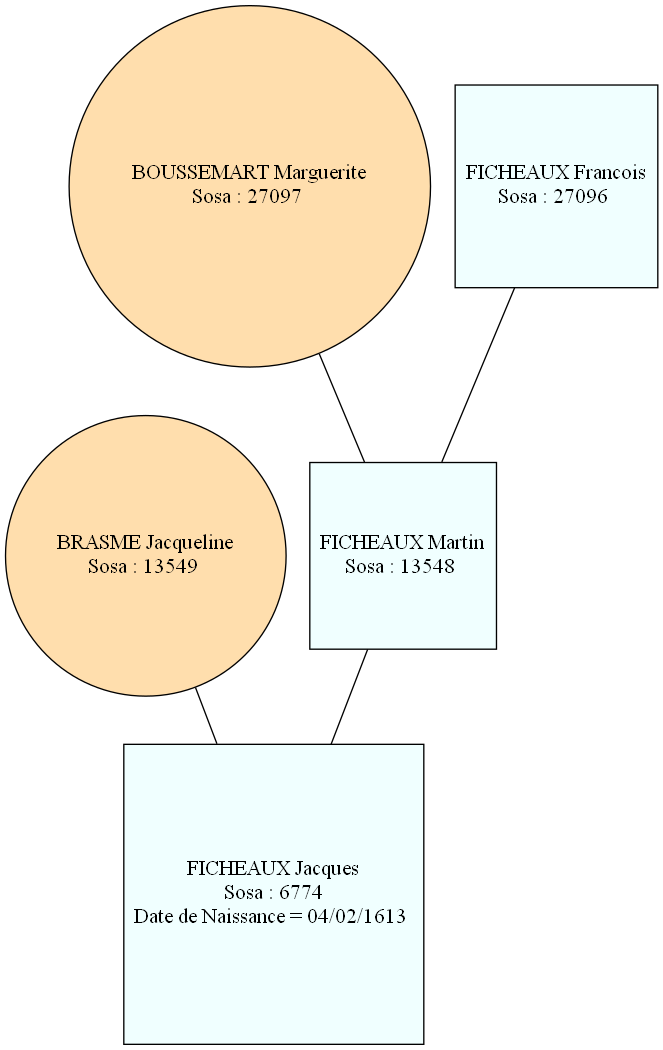 BOUSSEMART Marguerite
Sosa : 27097
FICHEAUX Francois
Sosa : 27096
BRASME Jacqueline
Sosa : 13549
FICHEAUX Martin
Sosa : 13548
FICHEAUX Jacques
Sosa : 6774
Date de Naissance = 04/02/1613